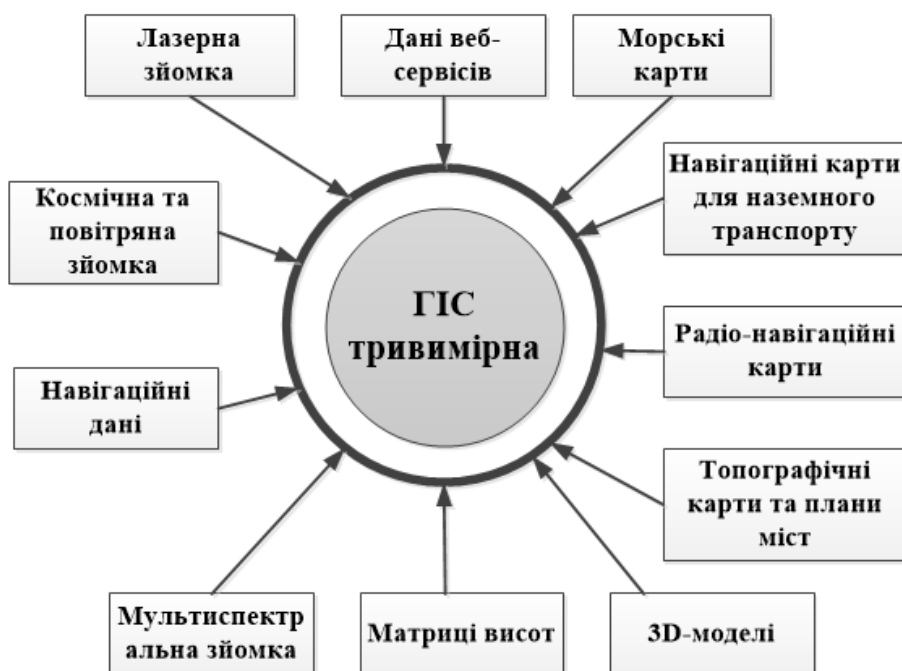 Лазерна
зйомка
Дані веб-
сервісів
Морські
карти
Космічна та
повітряна
зйомка
Навігаційні карти
для наземного
транспорту
ГІС
тривимірна
Радіо-навігаційні
карти
Навігаційні
дані
Топографічні
карти та плани
міст
Мультиспектр
альна зйомка
Матриці висот
3D-моделі